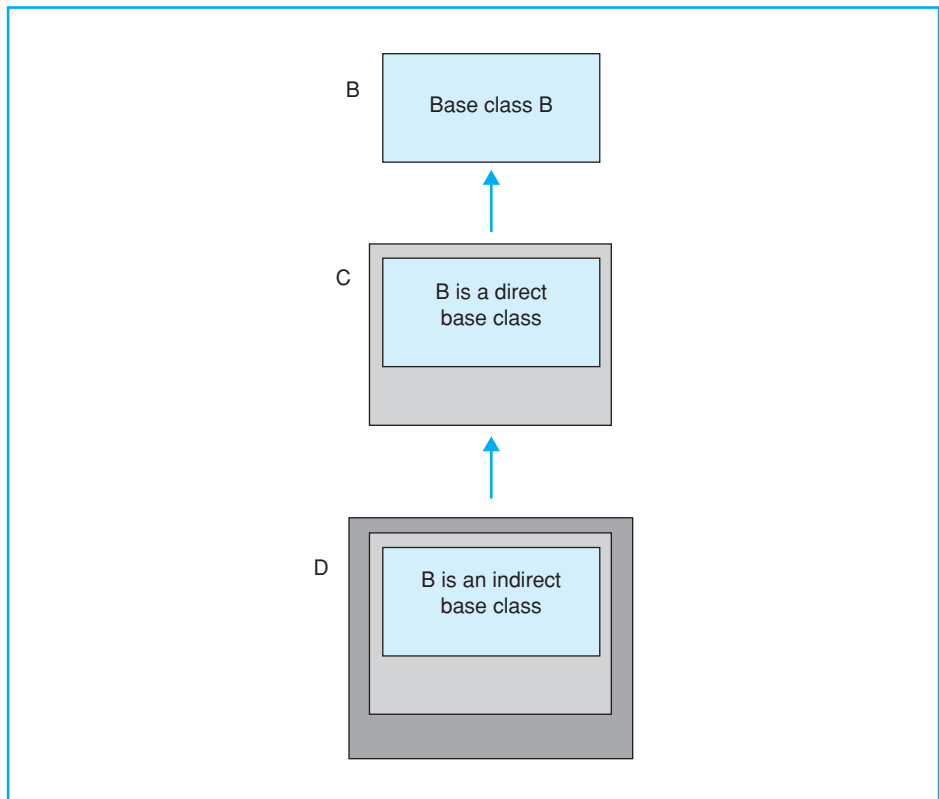 B
Base class B
C
B is a direct
base class
D
B is an indirect
base class